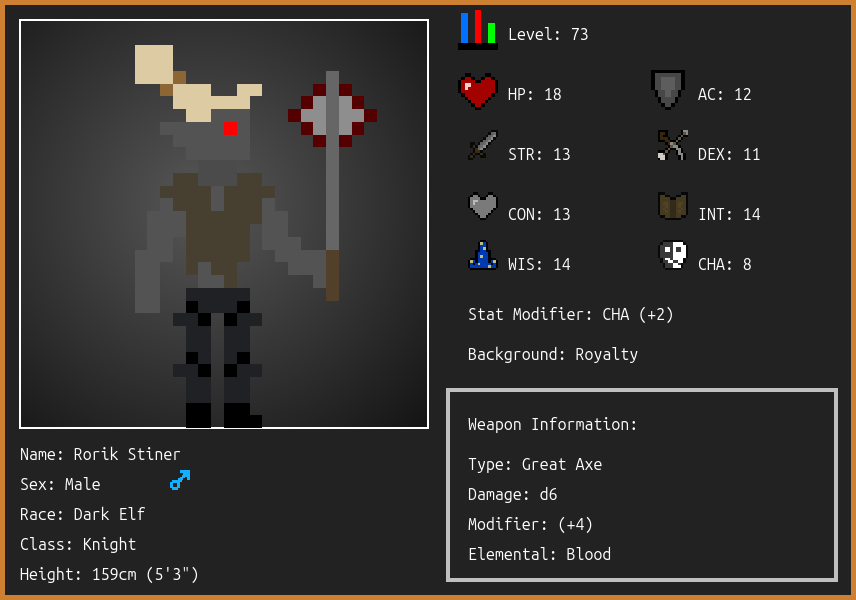 Level: 73
HP: 18
AC: 12
STR: 13
DEX: 11
CON: 13
INT: 14
WIS: 14
CHA: 8
Stat Modifier: CHA (+2)
Background: Royalty
Weapon Information:
Type: Great Axe
Damage: d6
Modifier: (+4)
Elemental: Blood
Name: Rorik Stiner
Sex: Male
Race: Dark Elf
Class: Knight
Height: 159cm (5'3")